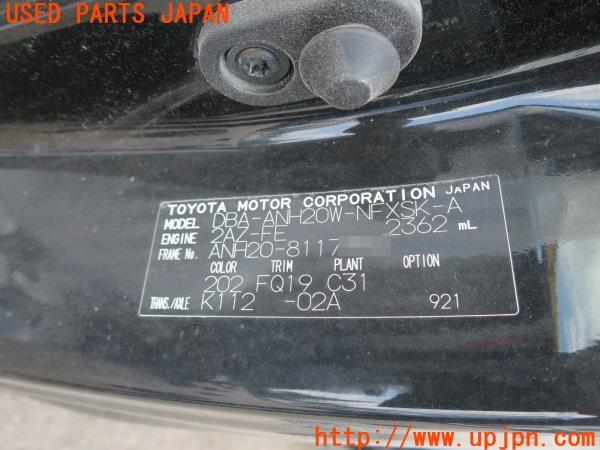 USED PARTS JAPAN
TOYOTA MOTOR CORPORATION JAPAN
MODEL DBA-ANH20W-NFXSK-A
ENGINE 2AZ-FE 2362 mL
FRAME No. ANH20-8117
COLOR TRIM PLANT OPTION
202 FQ19 C31
TRANS./AXLE K112 -02A 921
http://www.upjpn.com/